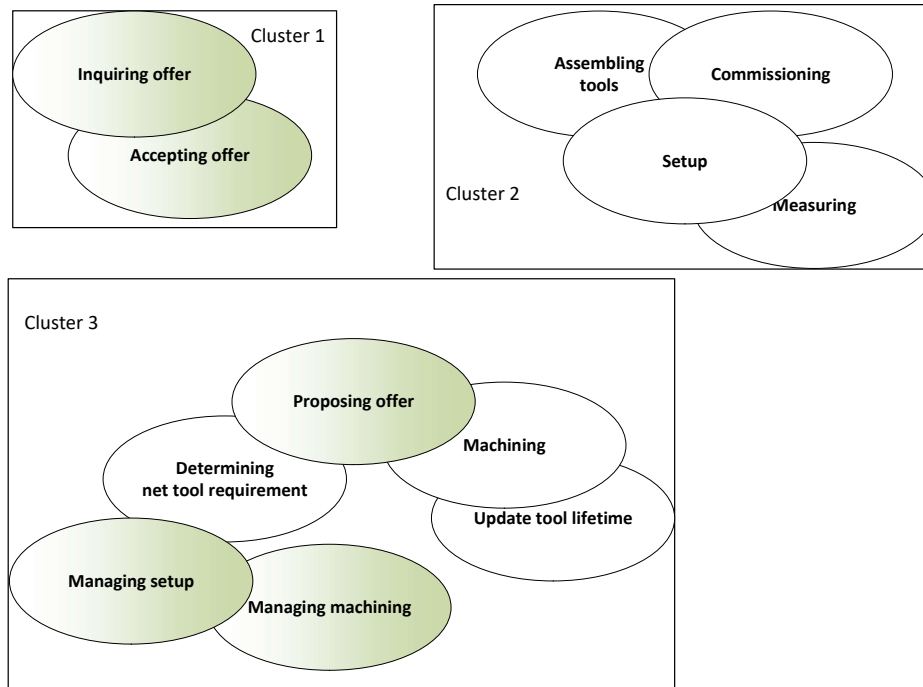 Cluster 1
Inquiring offer
Accepting offer
Assembling
tools
Commissioning
Setup
Cluster 2
Measuring
Cluster 3
Proposing offer
Machining
Determining
net tool requirement
Update tool lifetime
Managing setup
Managing machining